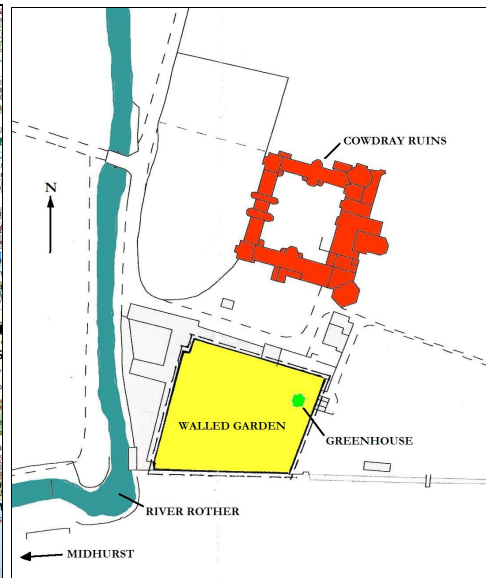 COWDRAY RUINS
N
WALLED GARDEN
GREENHOUSE
RIVER ROTHER
MIDHURST